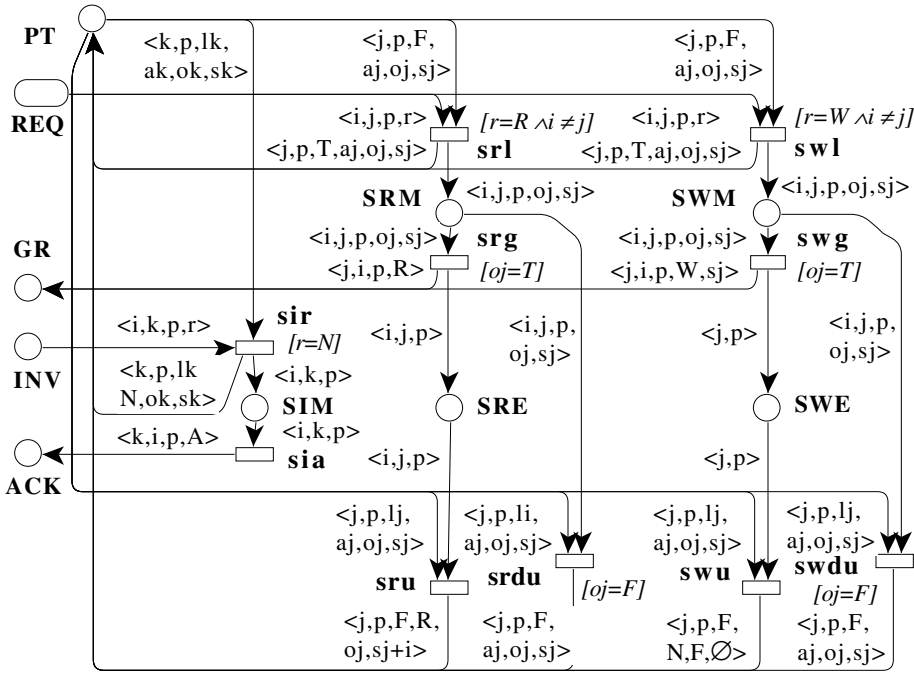 PT
<k,p,lk,
ak,ok,sk>
<j,p,F,
aj,oj,sj>
<j,p,F,
aj,oj,sj>
REQ
<i,j,p,r>
[r=R ∧i ≠ j]
<i,j,p,r>
[r=W ∧i ≠ j]
<j,p,T,aj,oj,sj>
srl
<j,p,T,aj,oj,sj>
swl
SRM
<i,j,p,oj,sj>
SWM
<i,j,p,oj,sj>
<i,j,p,oj,sj>
srg
<i,j,p,oj,sj>
swg
GR
<j,i,p,R>
[oj=T]
<j,i,p,W,sj>
[oj=T]
sir
<i,k,p,r>
[r=N]
<i,j,p>
<i,j,p,
oj,sj>
<j,p>
<i,j,p,
oj,sj>
INV
<k,p,lk
N,ok,sk>
<i,k,p>
SIM
SRE
SWE
<k,i,p,A>
<i,k,p>
sia
<i,j,p>
<j,p>
ACK
<j,p,lj,
aj,oj,sj>
<j,p,li,
aj,oj,sj>
<j,p,lj,
aj,oj,sj>
<j,p,lj,
aj,oj,sj>
sru
srdu
swu
swdu
[oj=F]
[oj=F]
<j,p,F,R,
oj,sj+i>
<j,p,F,
aj,oj,sj>
<j,p,F,
N,F,∅>
<j,p,F,
aj,oj,sj>